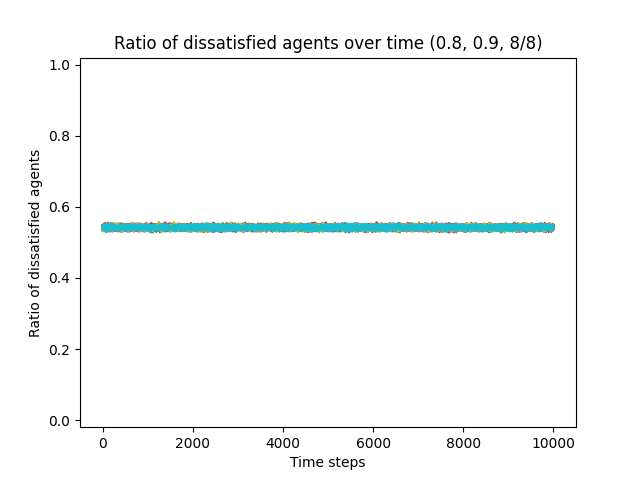 Ratio of dissatisfied agents over time (0.8, 0.9, 8/8)
1.0
0.8
0.6
0.4
0.2
0.0
Ratio of dissatisfied agents
0 2000 4000 6000 8000 10000
Time steps